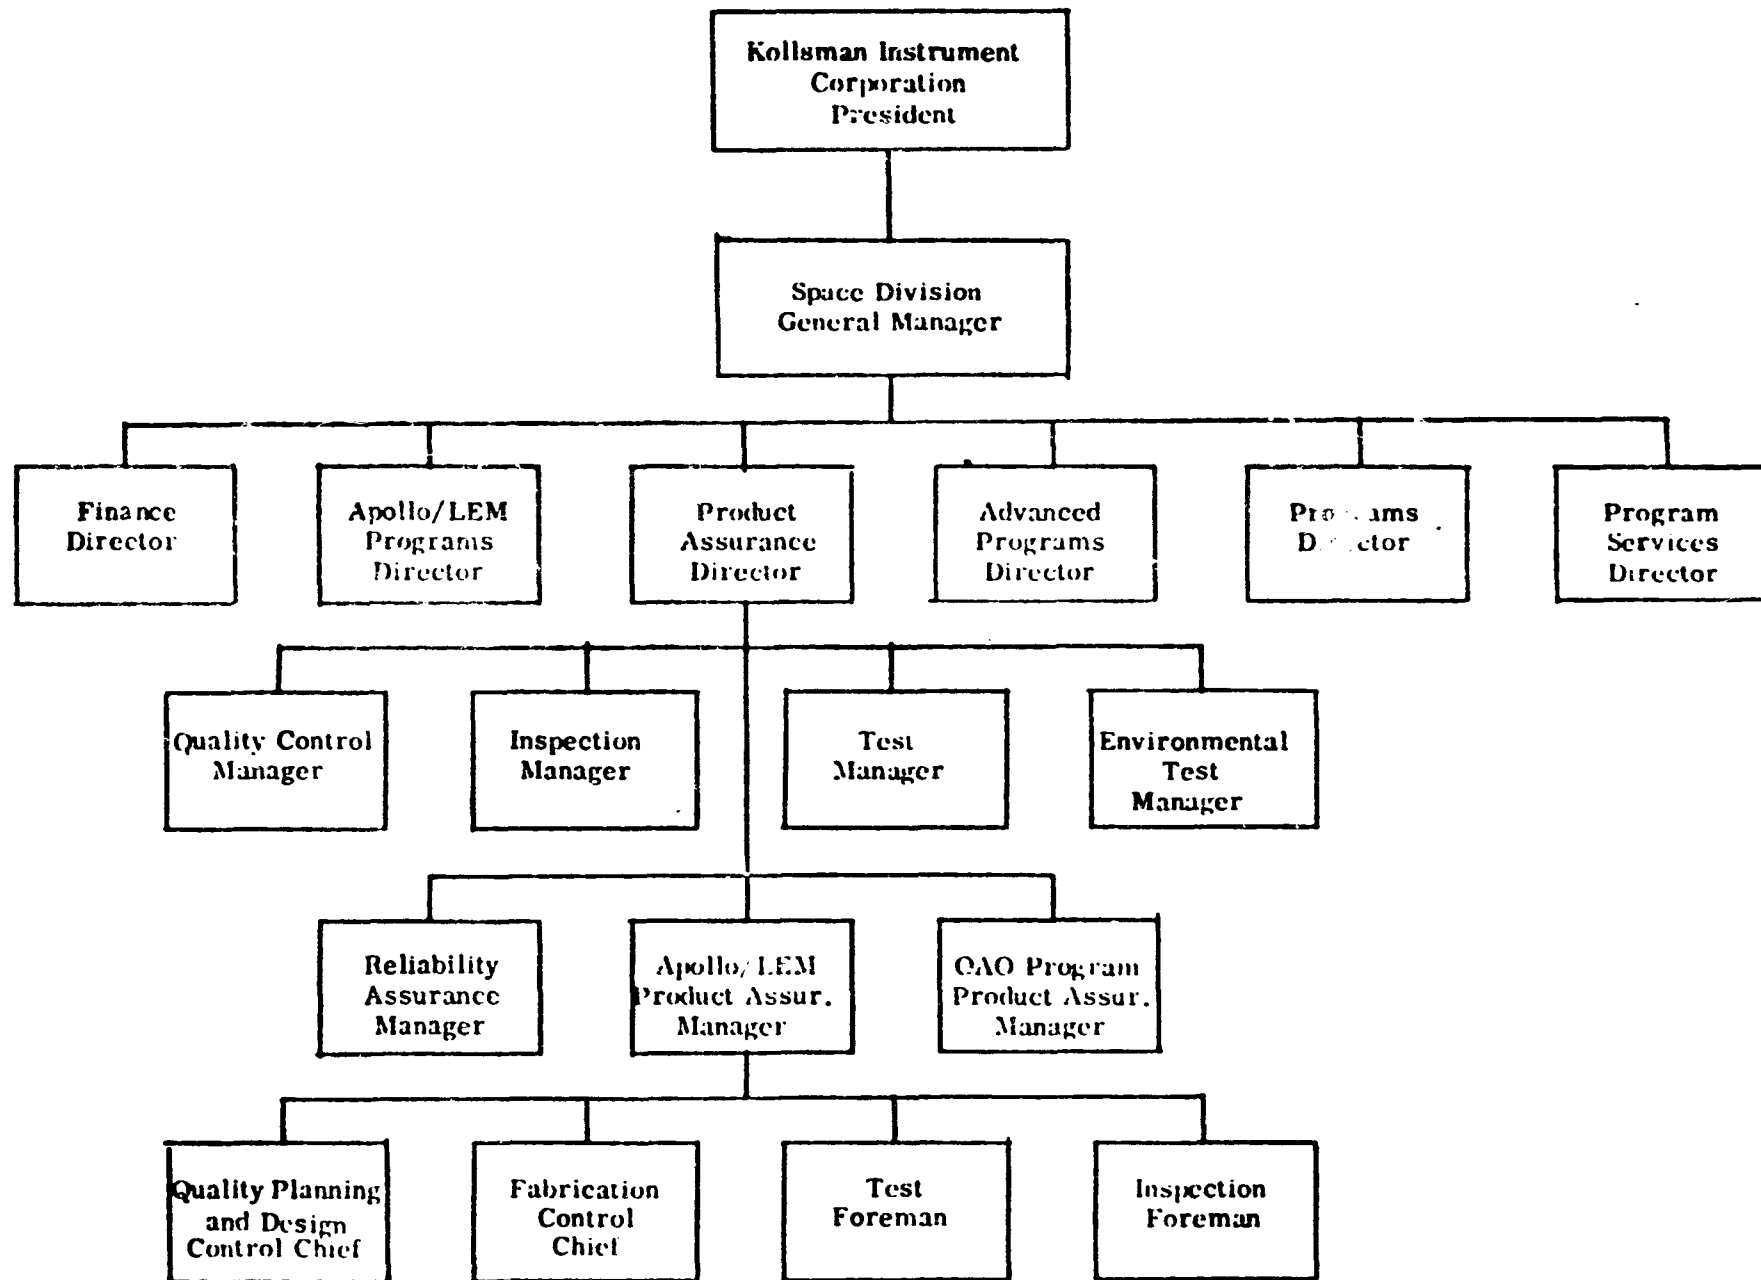 Kollsman Instrument
Corporation
President
Space Division
General Manager
Finance
Director
Apollo/LEM
Programs
Director
Product
Assurance
Director
Advanced
Programs
Director
Program
Services
Director
Quality Control
Manager
Inspection
Manager
Test
Manager
Environmental
Test
Manager
Reliability
Assurance
Manager
Apollo/LEM
Product Assur.
Manager
OAO Program
Product Assur.
Manager
Quality Planning
and Design
Control Chief
Fabrication
Control
Chief
Test
Foreman
Inspection
Foreman